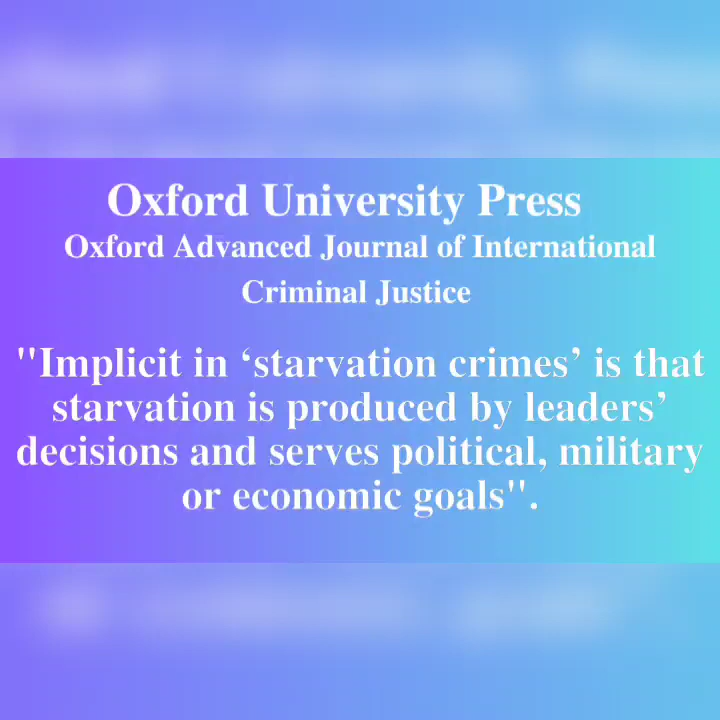 Oxford University Press
Oxford Advanced Journal of International
Criminal Justice
"Implicit in ‘starvation crimes’ is that
starvation is produced by leaders’
decisions and serves political, military
or economic goals".